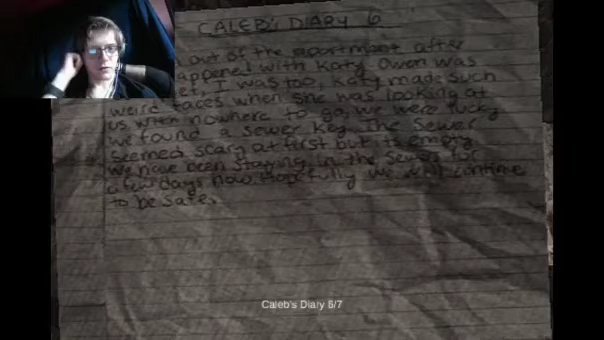 CALEB'S DIARY 6
out of the apartment after
appened with Katy. Owen was
et, I was too, Katy made such
weird faces when she was looking at
us with nowhere to go, we were lucky
we found a sewer key. The sewer
seemed scary at first but its empty.
We have been staying in the sewer for
a few days now. Hopefully we will continue
to be safe.
Caleb's Diary 6/7